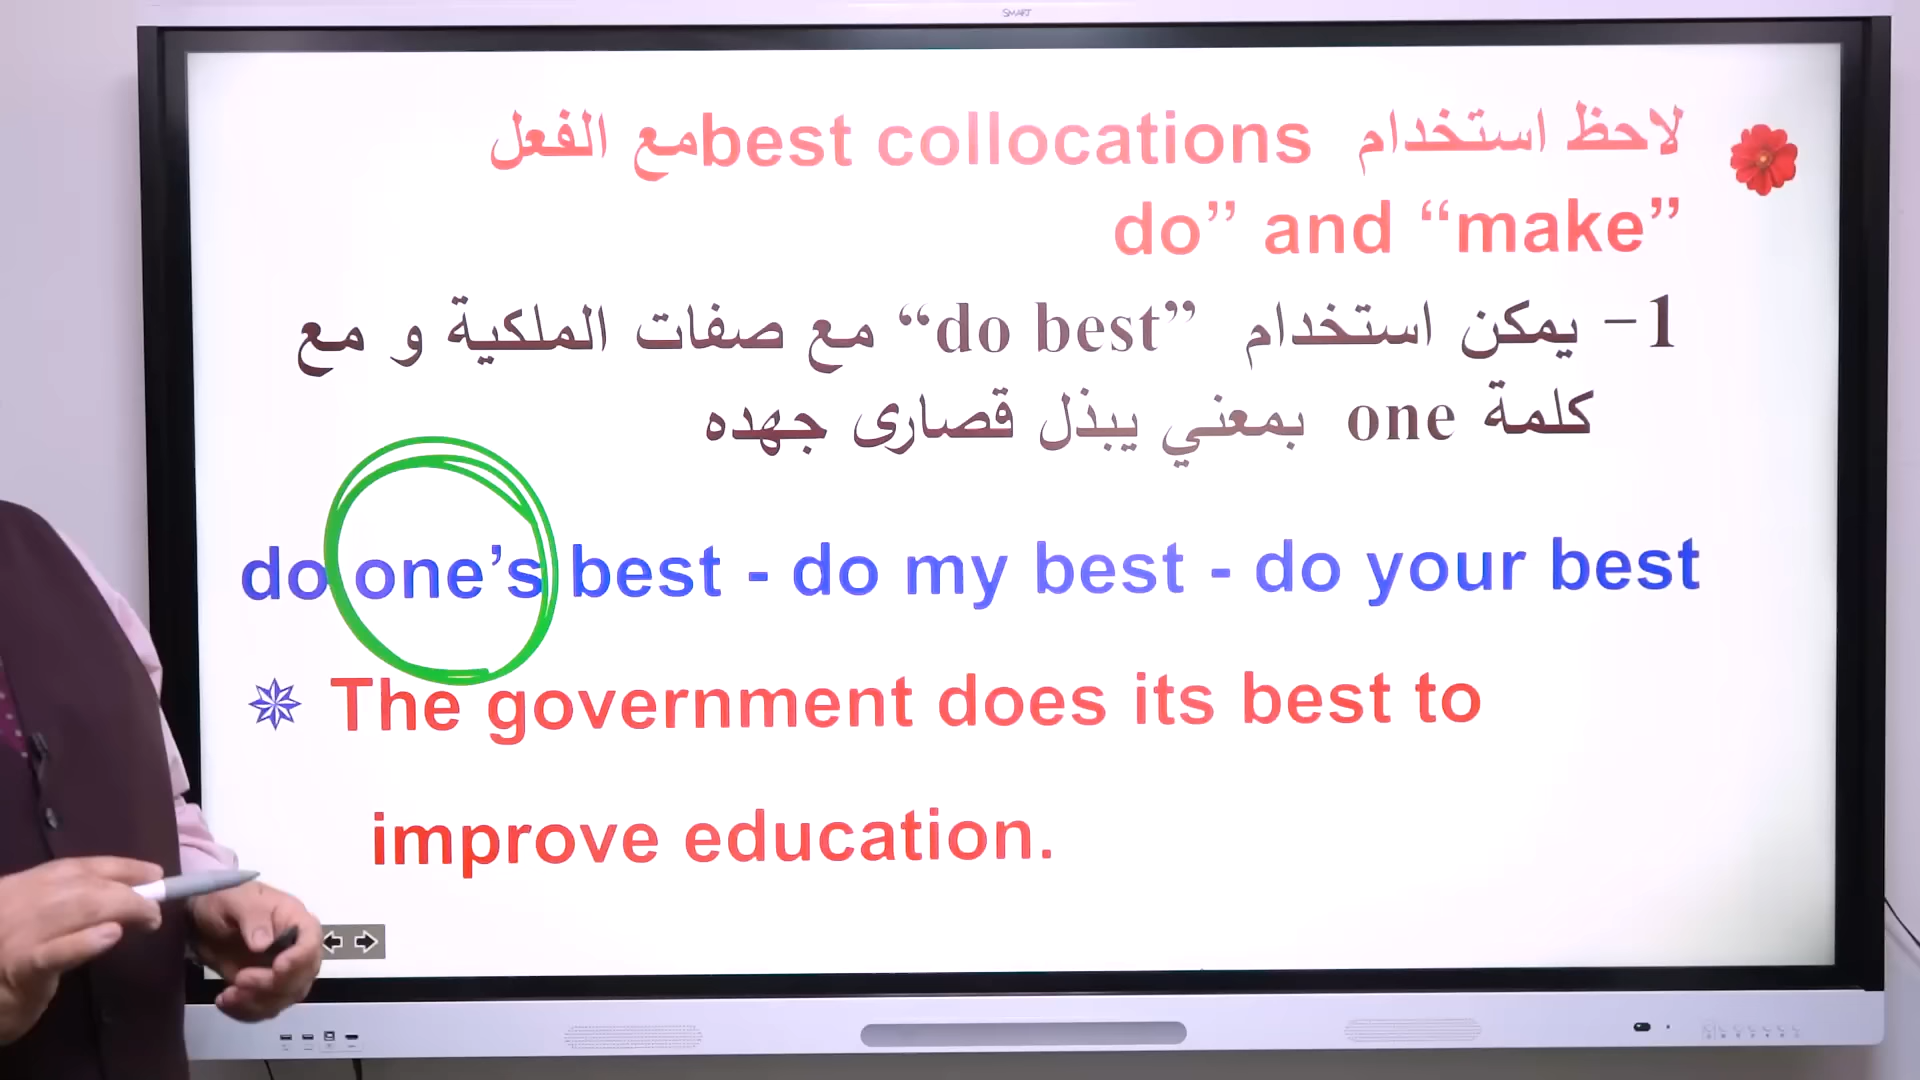 SMART
لاحظ استخدام best collocations مع الفعل
do” and “make”
1- يمكن استخدام “do best” مع صفات الملكية و مع
كلمة one بمعني يبذل قصارى جهده
do one’s best - do my best - do your best
The government does its best to
improve education.